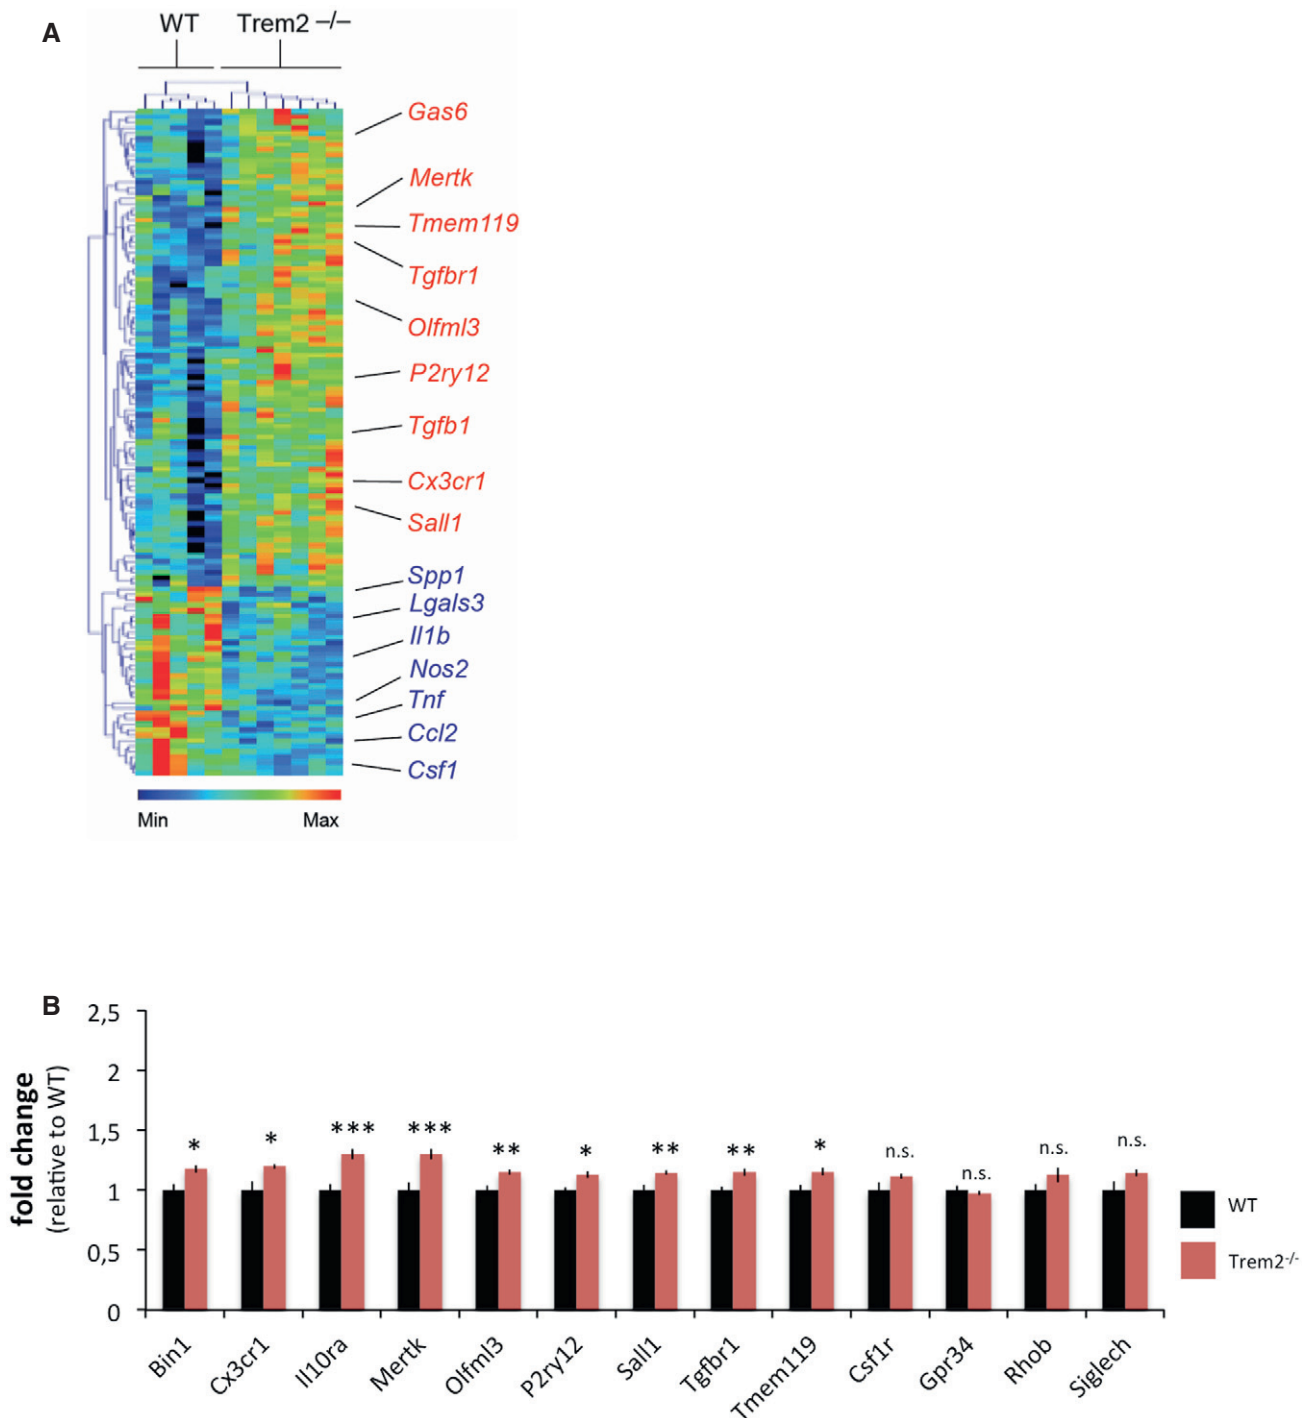 A
WT Trem2 –/–
Gas6
Mertk
Tmem119
Tgfbr1
Olfml3
P2ry12
Tgfb1
Cx3cr1
Sall1
Spp1
Lgals3
Il1b
Nos2
Tnf
Ccl2
Csf1
Min Max
B
fold change
(relative to WT)
2,5
2
1,5
1
0,5
0
* * *** *** ** * ** ** * n.s. n.s. n.s. n.s.
Bin1 Cx3cr1 Il10ra Mertk Olfml3 P2ry12 Sall1 Tgfbr1 Tmem119 Csf1r Gpr34 Rhob Siglech
WT
Trem2-/-